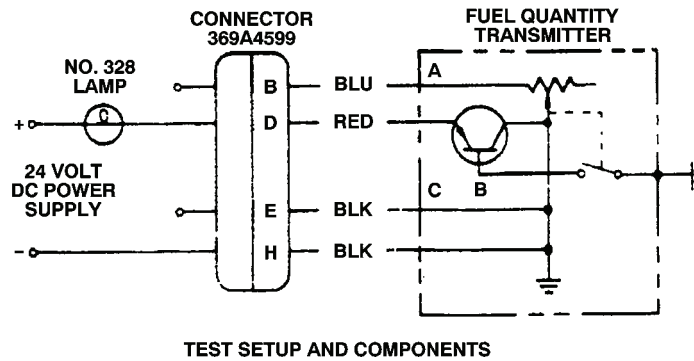 CONNECTOR
369A4599
FUEL QUANTITY
TRANSMITTER
NO. 328
LAMP
C
B
BLU
A
+
D
RED
24 VOLT
DC POWER
SUPPLY
C
B
E
BLK
-
H
BLK
TEST SETUP AND COMPONENTS